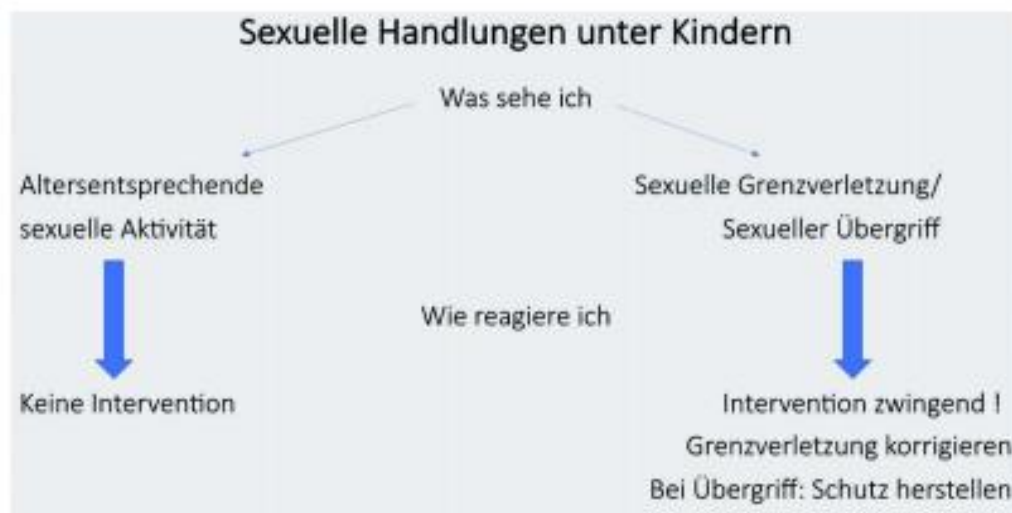 Sexuelle Handlungen unter Kindern
Was sehe ich
Altersentsprechende
sexuelle Aktivität
Sexuelle Grenzverletzung/
Sexueller Übergriff
Wie reagiere ich
Keine Intervention
Intervention zwingend !
Grenzverletzung korrigieren
Bei Übergriff: Schutz herstellen